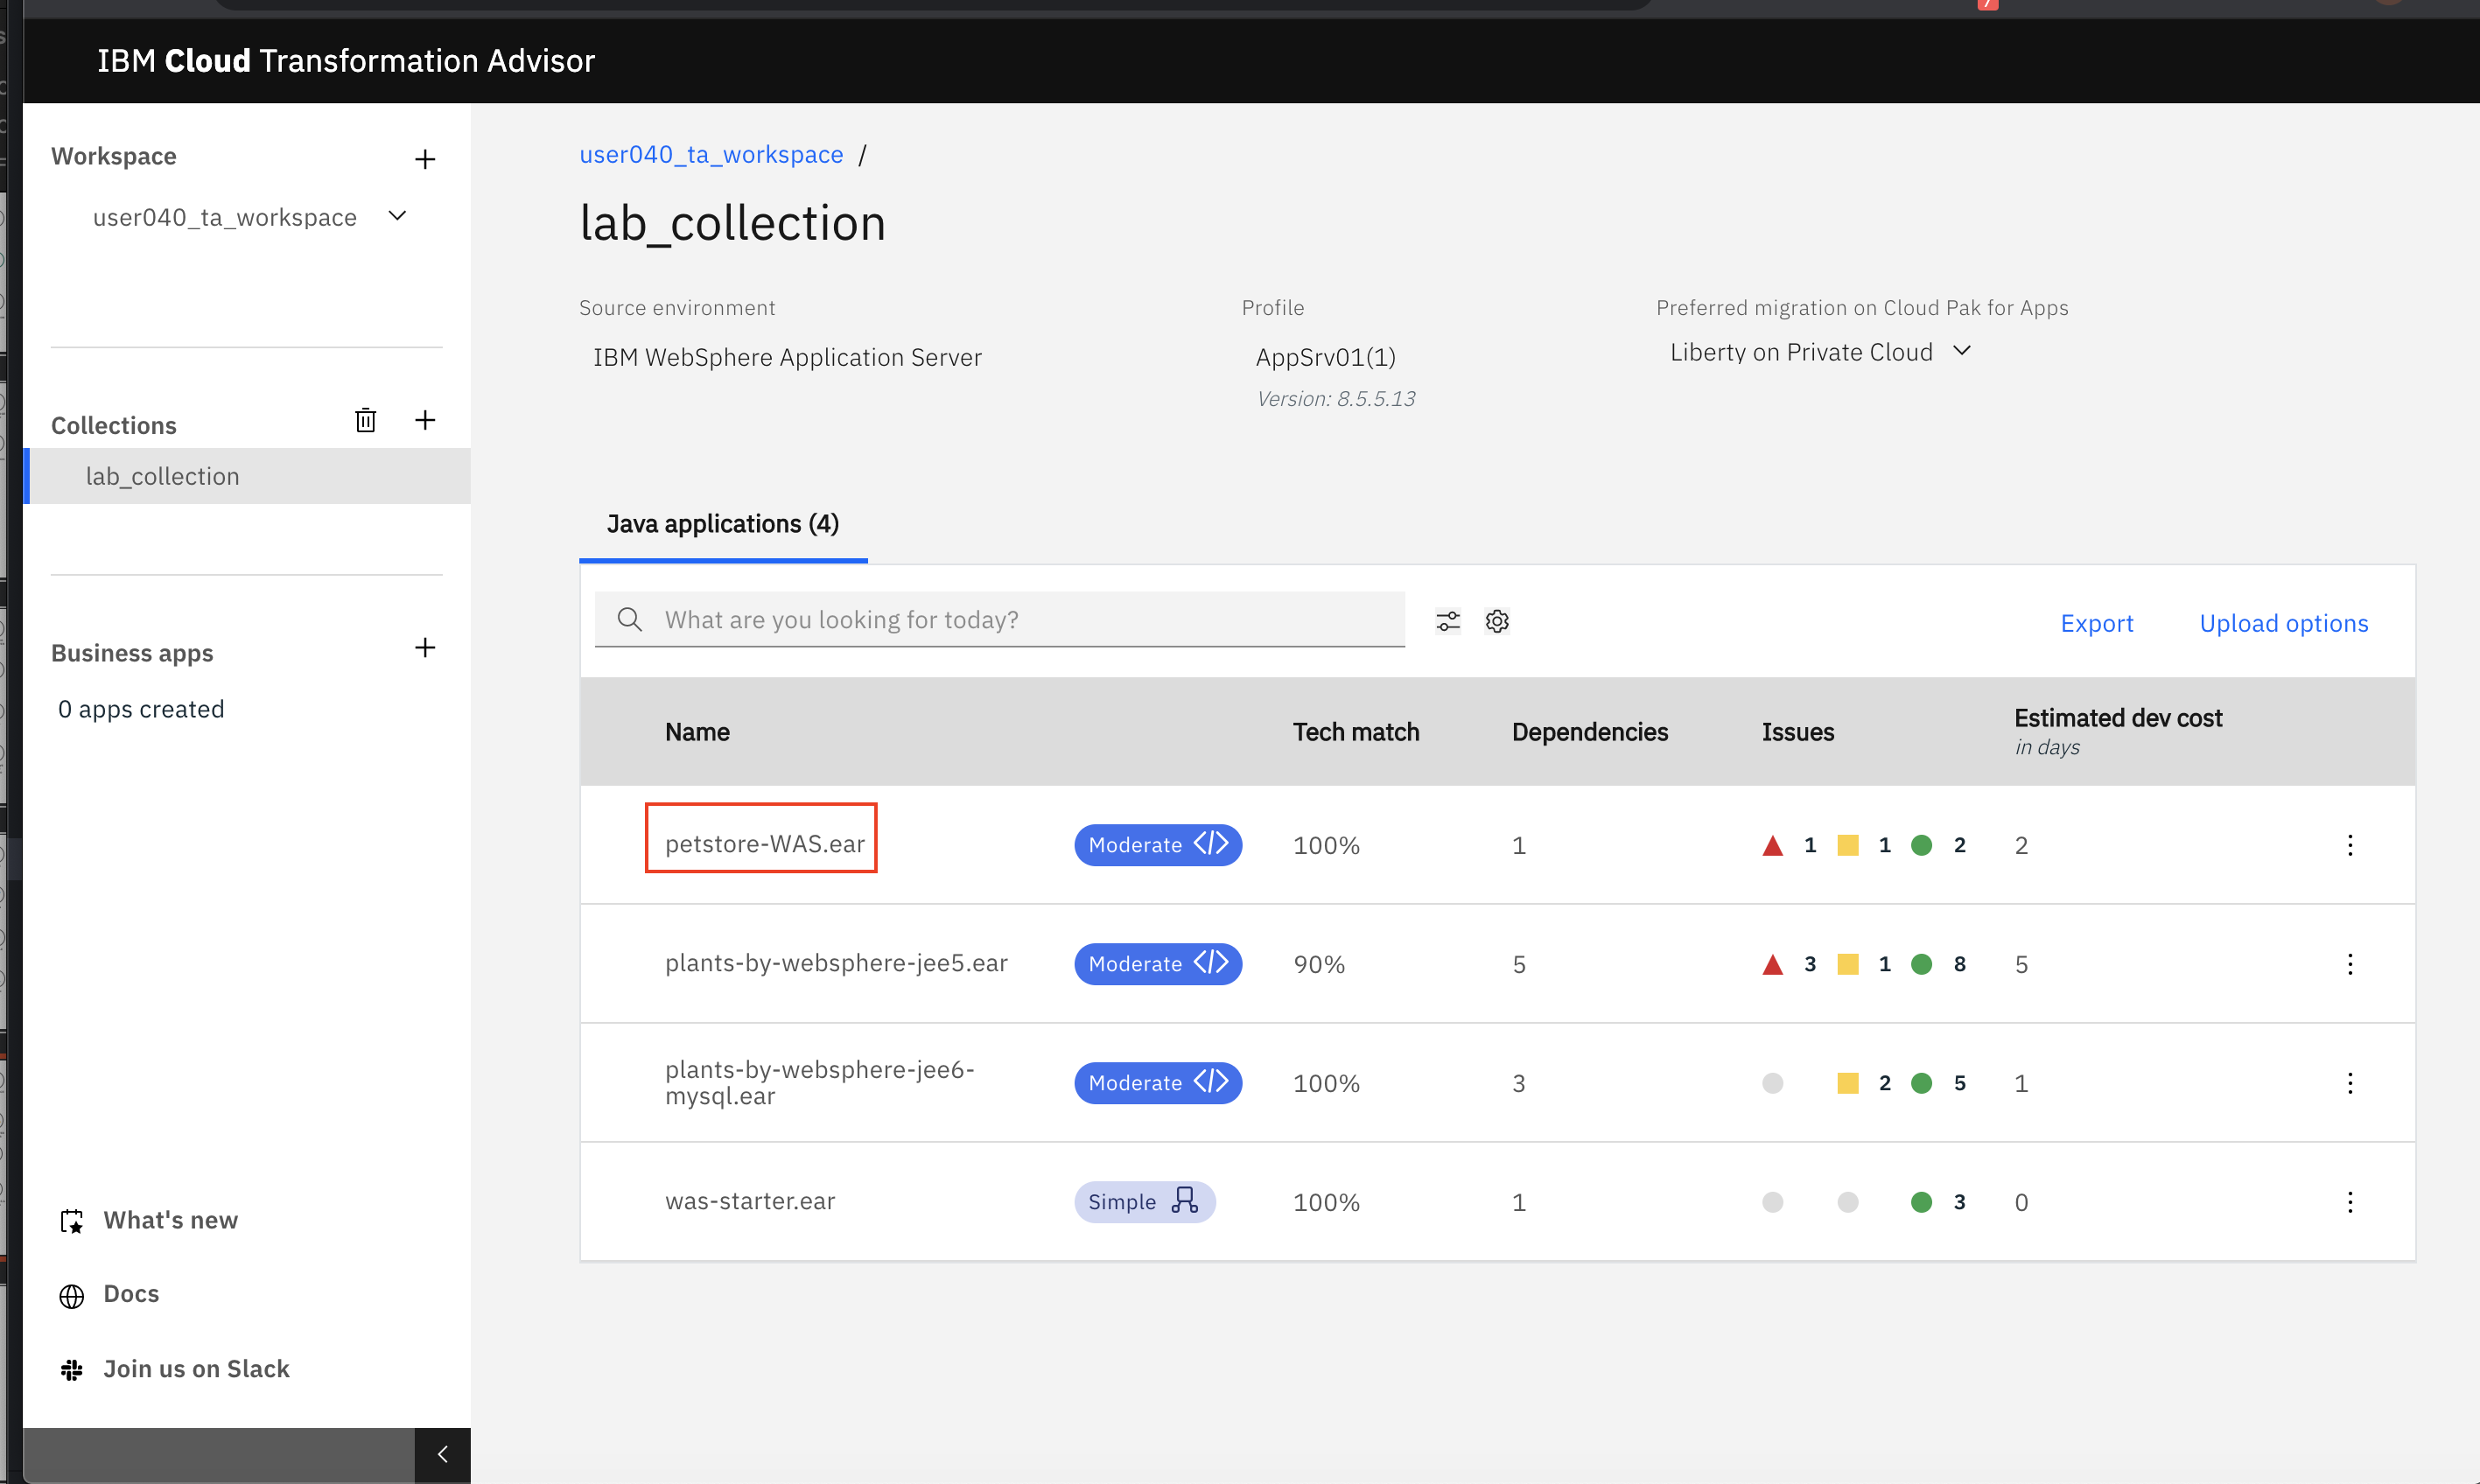 IBM Cloud Transformation Advisor
Workspace
user040_ta_workspace
Collections
lab_collection
Business apps
0 apps created
What's new
Docs
Join us on Slack
user040_ta_workspace /
lab_collection
Source environment
IBM WebSphere Application Server
Profile
AppSrv01(1)
Version: 8.5.5.13
Preferred migration on Cloud Pak for Apps
Liberty on Private Cloud
Java applications (4)
What are you looking for today?
Export
Upload options
Name Tech match Dependencies Issues Estimated dev cost
in days
petstore-WAS.ear Moderate 100% 1 1 1 2 2
plants-by-websphere-jee5.ear Moderate 90% 5 3 1 8 5
plants-by-websphere-jee6-
mysql.ear Moderate 100% 3 2 5 1
was-starter.ear Simple 100% 1 3 0